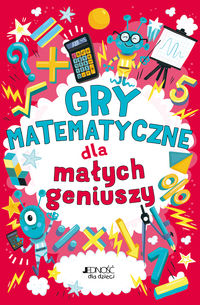 GRY
MATEMATYCZNE
dla
małych
geniuszy
JEDNOŚĆ
dla dzieci